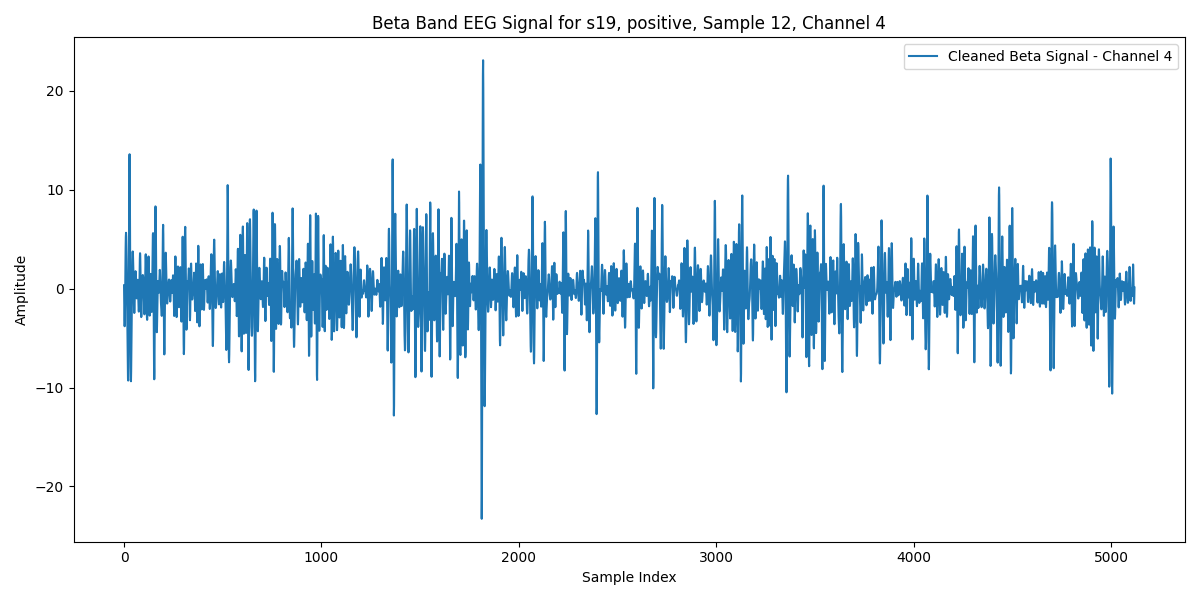 Beta Band EEG Signal for s19, positive, Sample 12, Channel 4
Cleaned Beta Signal - Channel 4
Amplitude
20
10
0
−10
−20
0 1000 2000 3000 4000 5000
Sample Index